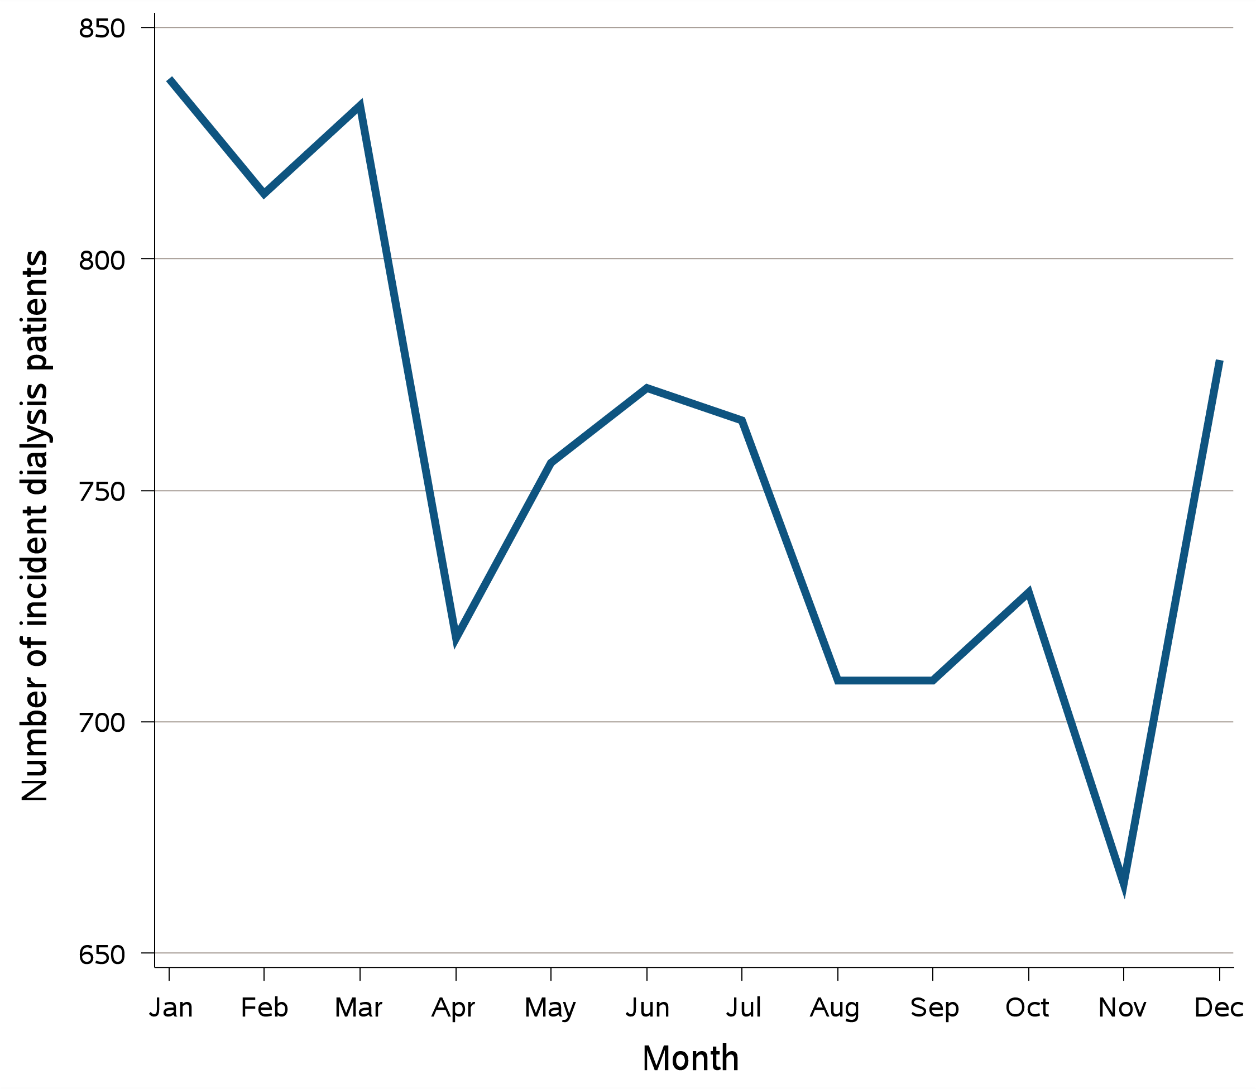 Number of incident dialysis patients
850
800
750
700
650
Jan Feb Mar Apr May Jun Jul Aug Sep Oct Nov Dec
Month